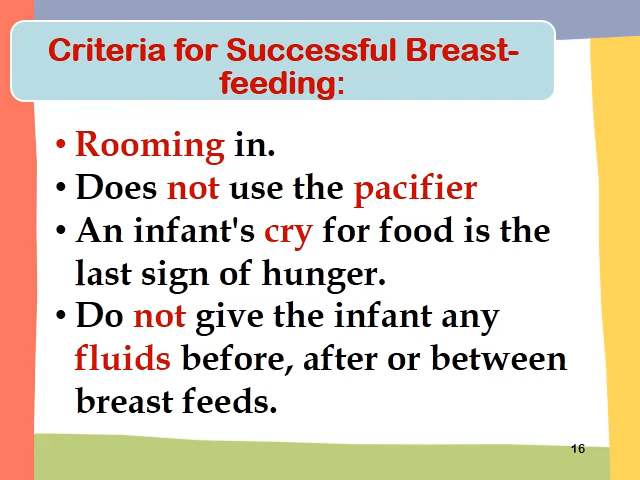 Criteria for Successful Breast-
feeding:
• Rooming in.
• Does not use the pacifier
• An infant's cry for food is the
last sign of hunger.
• Do not give the infant any
fluids before, after or between
breast feeds.
16